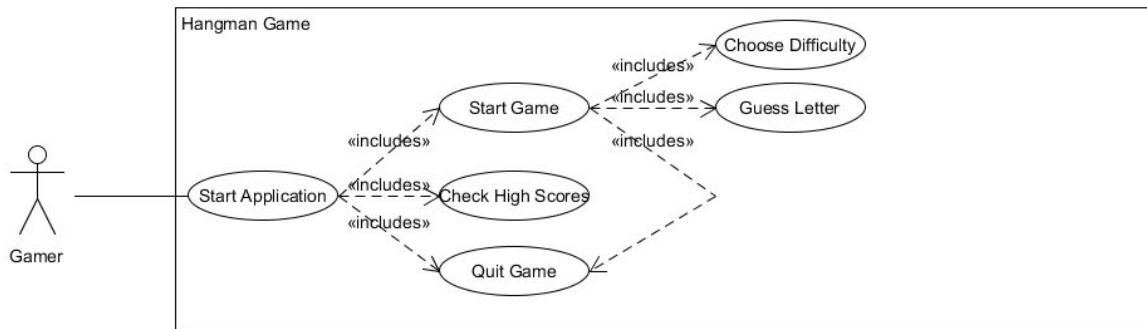 Hangman Game
Choose Difficulty
«includes»
Start Game
«includes»
Guess Letter
«includes»
«includes»
Gamer
Start Application
«includes»
Check High Scores
«includes»
Quit Game